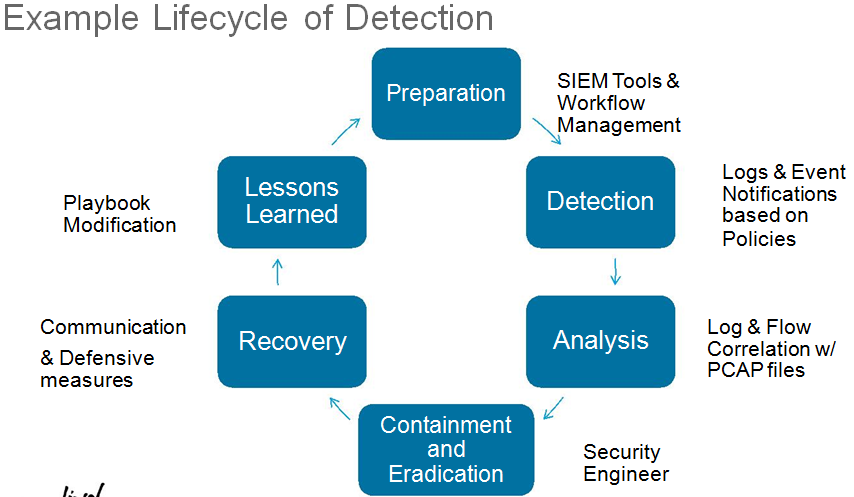 Example Lifecycle of Detection
Preparation
SIEM Tools &
Workflow
Management
Detection
Logs & Event
Notifications
based on
Policies
Analysis
Log & Flow
Correlation w/
PCAP files
Containment
and
Eradication
Security
Engineer
Recovery
Communication
& Defensive
measures
Lessons
Learned
Playbook
Modification